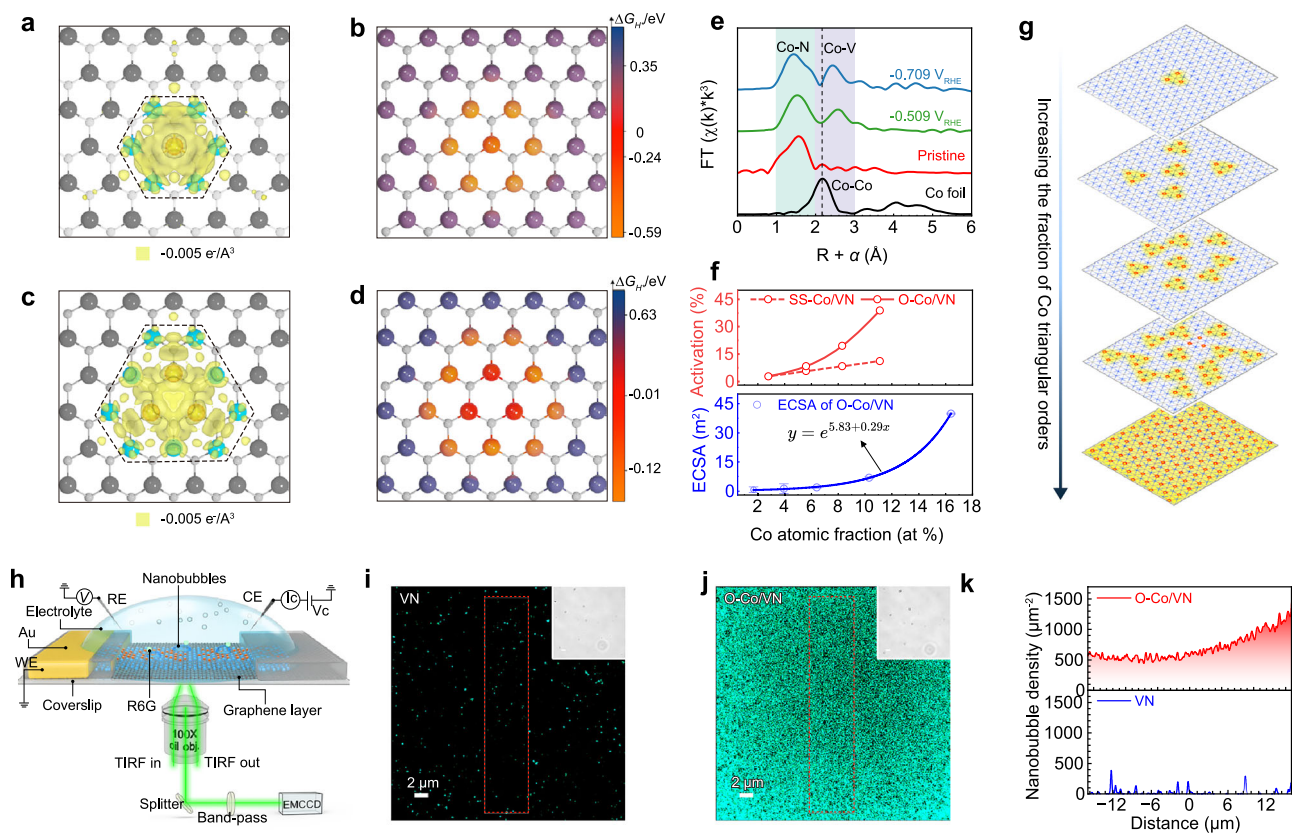 a
-0.005 e⁻/A³
b
ΔG_H*/eV
0.35
0
-0.24
-0.59
c
-0.005 e⁻/A³
d
ΔG_H*/eV
0.63
-0.01
-0.12
e
Co-N
Co-V
-0.709 V_RHE
-0.509 V_RHE
Pristine
Co-Co
Co foil
FT (χ(k)*k³)
0 1 2 3 4 5 6
R + α (Å)
f
SS-Co/VN
O-Co/VN
Activation (%)
45
30
15
0
ECSA of O-Co/VN
y = e^{5.83+0.29x}
ECSA (m²)
45
30
15
0
2 4 6 8 10 12 14 16 18
Co atomic fraction (at %)
g
Increasing the fraction of Co triangular orders
h
Nanobubbles
V
RE
CE
Ic
Vc
Electrolyte
Au
WE
Coverslip
R6G
Graphene layer
100X
oil obj.
TIRF in
TIRF out
Splitter
Band-pass
EMCCD
i
VN
2 μm
j
O-Co/VN
2 μm
k
Nanobubble density (μm⁻²)
1500
1000
500
0
O-Co/VN
1500
1000
500
0
VN
−12 −6 0 6 12
Distance (μm)